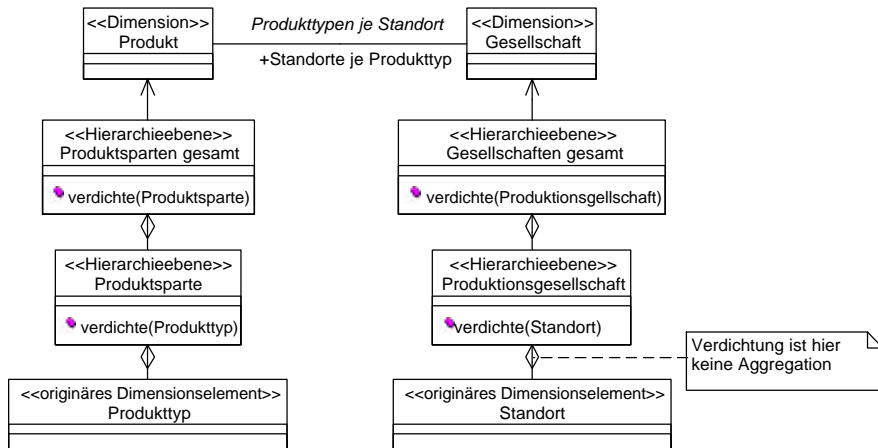 <<Dimension>>
Produkt
Produkttypen je Standort
+Standorte je Produkttyp
<<Dimension>>
Gesellschaft
<<Hierarchieebene>>
Produktsparten gesamt
verdichte(Produktsparte)
<<Hierarchieebene>>
Gesellschaften gesamt
verdichte(Produktionsgellschaft)
<<Hierarchieebene>>
Produktsparte
verdichte(Produkttyp)
<<Hierarchieebene>>
Produktionsgesellschaft
verdichte(Standort)
Verdichtung ist hier
keine Aggregation
<<originäres Dimensionselement>>
Produkttyp
<<originäres Dimensionselement>>
Standort